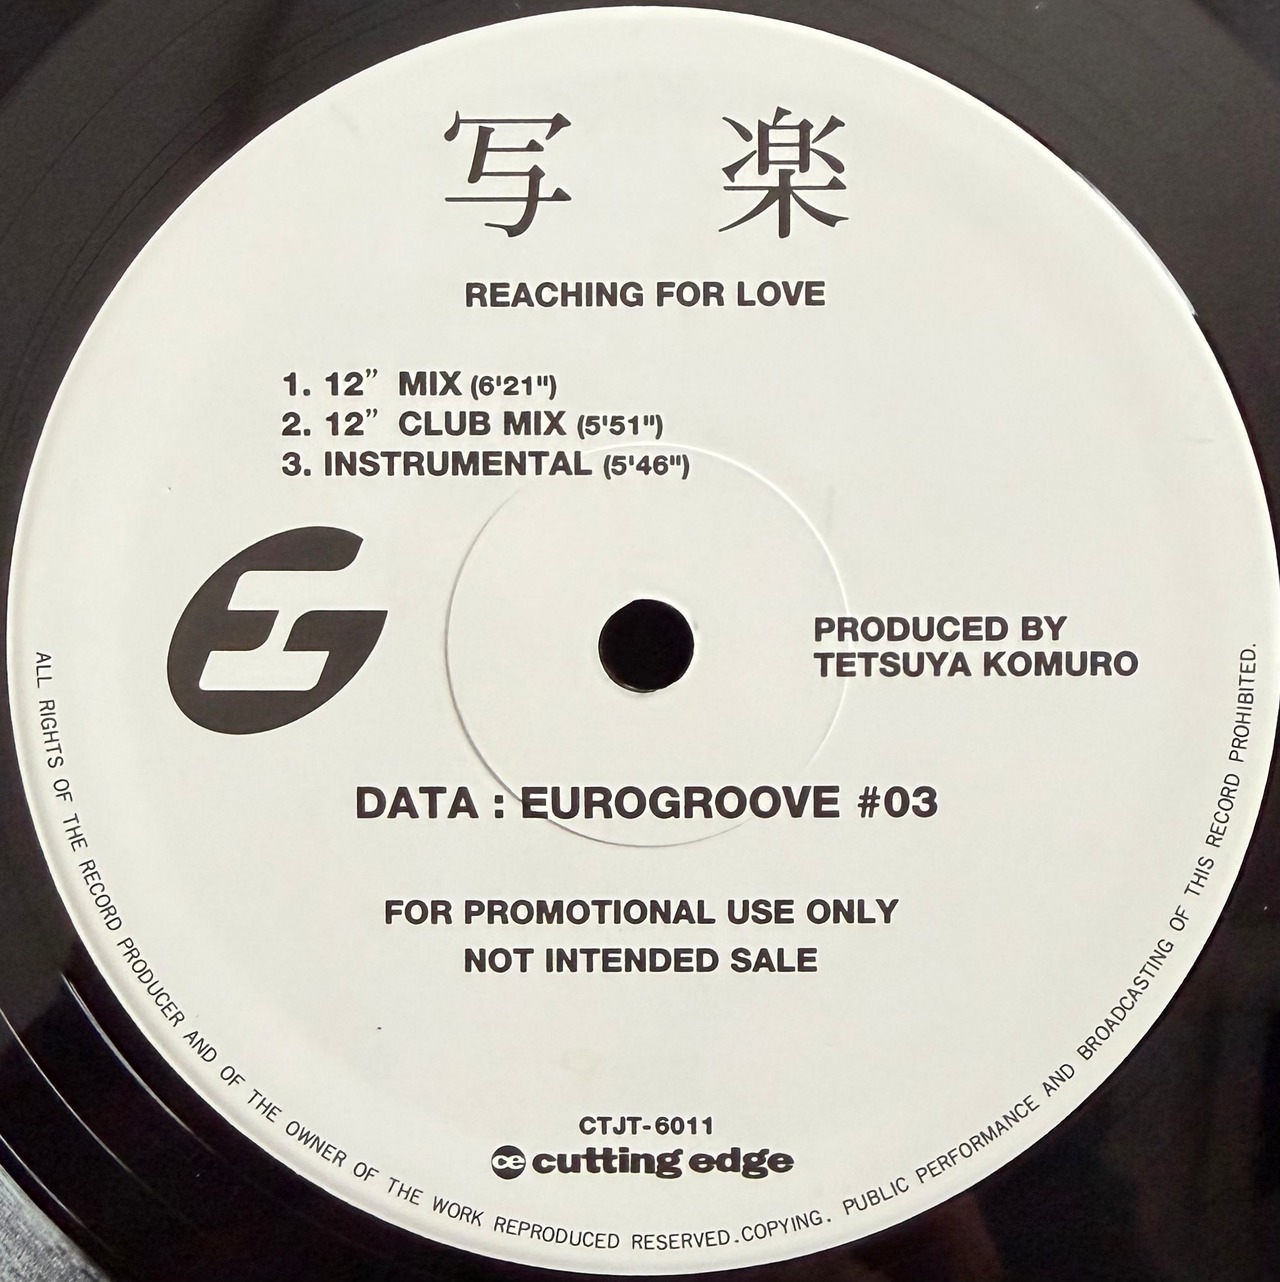 写 楽
REACHING FOR LOVE
1. 12” MIX (6'21")
2. 12” CLUB MIX (5'51")
3. INSTRUMENTAL (5'46")
EG
PRODUCED BY
TETSUYA KOMURO
DATA : EUROGROOVE #03
FOR PROMOTIONAL USE ONLY
NOT INTENDED SALE
CTJT-6011
ce cutting edge
ALL RIGHTS OF THE RECORD PRODUCER AND OF THE OWNER OF THE WORK REPRODUCED RESERVED.COPYING. PUBLIC PERFORMANCE AND BROADCASTING OF THIS RECORD PROHIBITED.